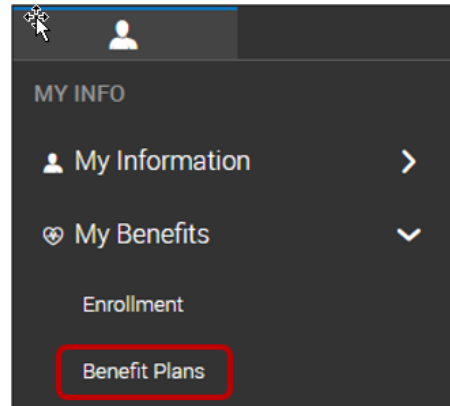 MY INFO
My Information
My Benefits
Enrollment
Benefit Plans